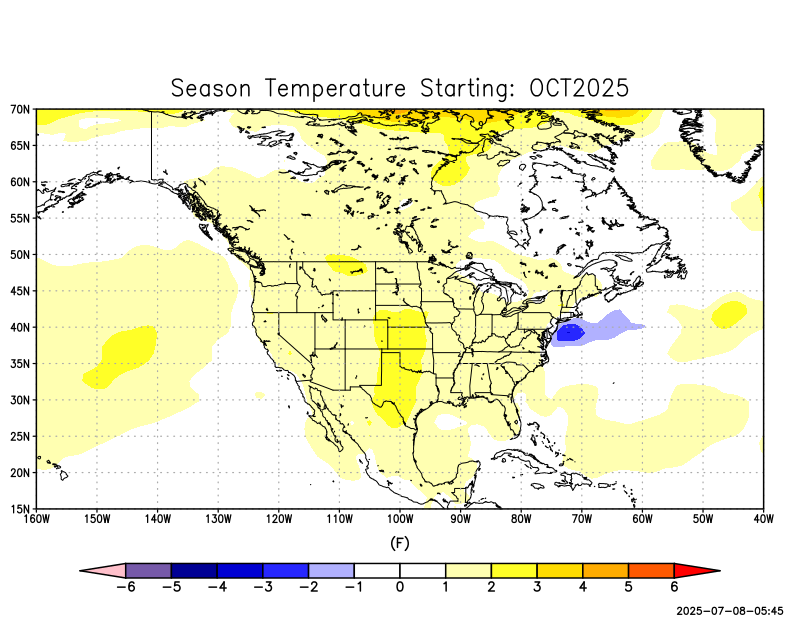 Season Temperature Starting: OCT2025
70N
65N
60N
55N
50N
45N
40N
35N
30N
25N
20N
15N
160W 150W 140W 130W 120W 110W 100W 90W 80W 70W 60W 50W 40W
(F)
-6 -5 -4 -3 -2 -1 0 1 2 3 4 5 6
2025-07-08-05:45